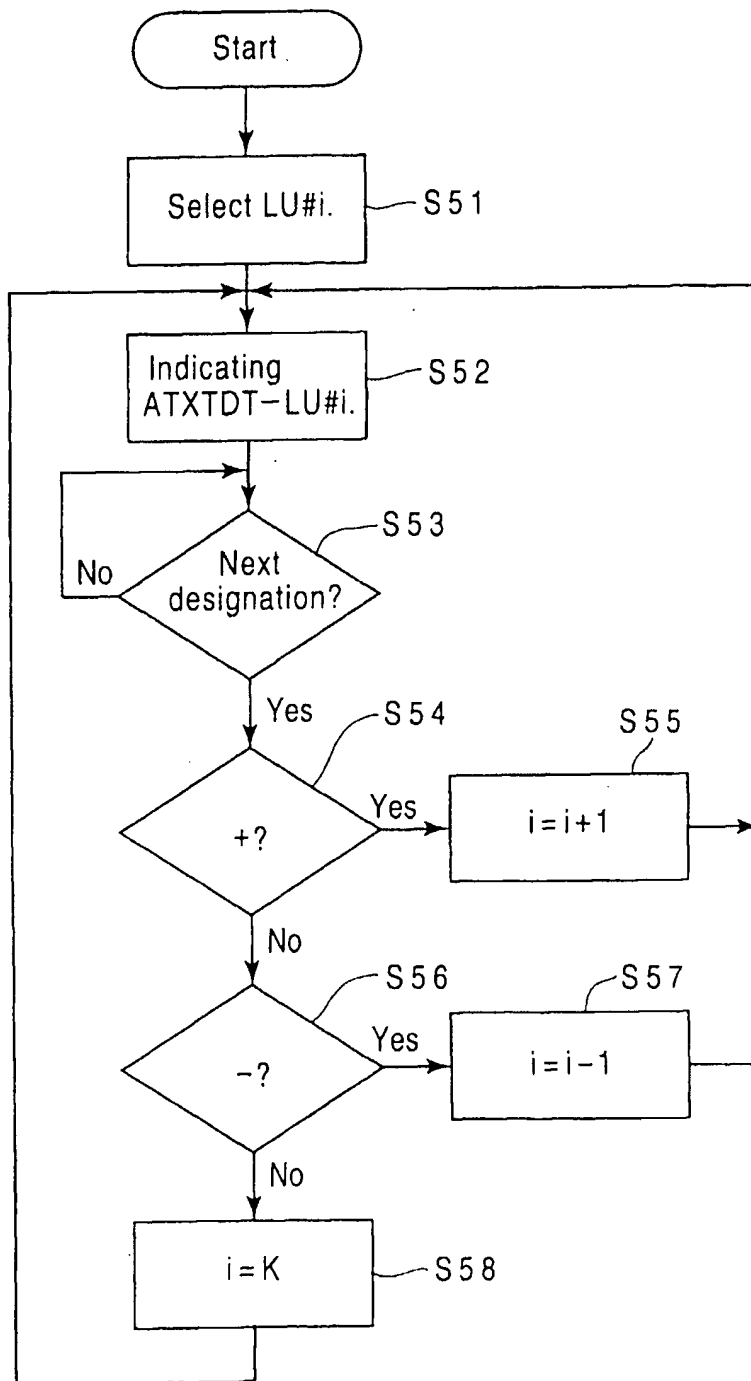 Start
Select LU#i.
S51
Indicating
ATXTDT-LU#i.
S52
S53
Next
designation?
No
Yes
S54
+?
Yes
S55
i=i+1
No
S56
-?
Yes
S57
i=i-1
No
i=K
S58